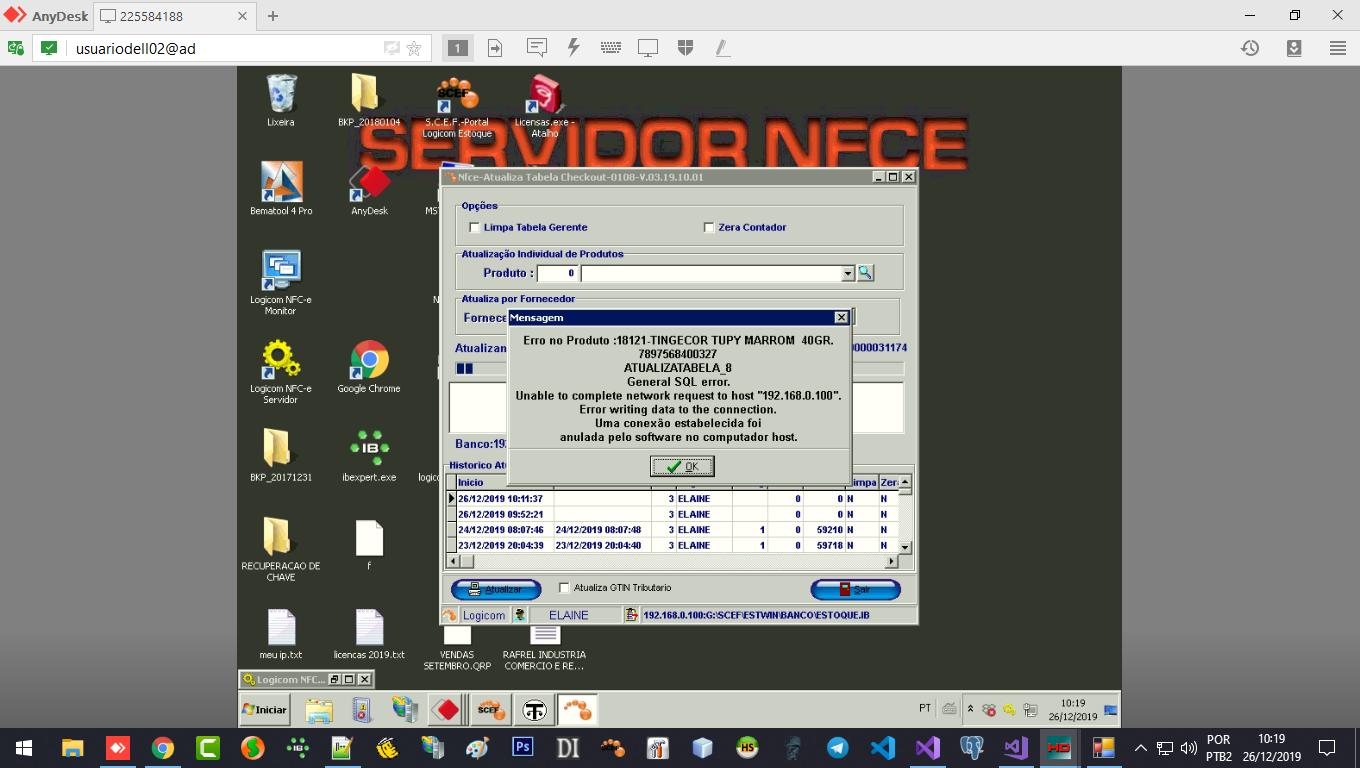 AnyDesk
225584188
usuariodell02@ad
1
Lixeira
BKP_20180104
SCEF
S.C.E.F.-Portal
Logicom Estoque
Licensas.exe -
Atalho
SERVIDOR NFCE
Bematool 4 Pro
AnyDesk
MST
Logicom NFC-e
Monitor
N
Logicom NFC-e
Servidor
Google Chrome
BKP_20171231
IB
ibexpert.exe
logico
RECUPERACAO DE
CHAVE
f
meu ip.txt
licencas 2019.txt
VENDAS
SETEMBRO.QRP
RAFREL INDUSTRIA
COMERCIO E RE...
Nfce-Atualiza Tabela Checkout-0108-V.03.19.10.01
Opções
Limpa Tabela Gerente
Zera Contador
Atualização Individual de Produtos
Produto :
0
Atualiza por Fornecedor
Fornece
Atualizan
0000031174
Banco:19
Mensagem
Erro no Produto :18121-TINGECOR TUPY MARROM 40GR.
7897568400327
ATUALIZATABELA_8
General SQL error.
Unable to complete network request to host "192.168.0.100".
Error writing data to the connection.
Uma conexão estabelecida foi
anulada pelo software no computador host.
OK
Historico At
Inicio
Limpa
Zera
26/12/2019 10:11:37 3 ELAINE 0 0 N N
26/12/2019 09:52:21 3 ELAINE 0 0 N N
24/12/2019 08:07:46 24/12/2019 08:07:48 3 ELAINE 1 0 59210 N N
23/12/2019 20:04:39 23/12/2019 20:04:40 3 ELAINE 1 0 59718 N N
Atualizar
Atualiza GTIN Tributario
Sair
Logicom
ELAINE
192.168.0.100:G:\SCEF\ESTWIN\BANCO\ESTOQUE.IB
Logicom NFC...
Iniciar
SCEF
PT
10:19
26/12/2019
Ps
DI
HS
HD
POR
PTB2
10:19
26/12/2019